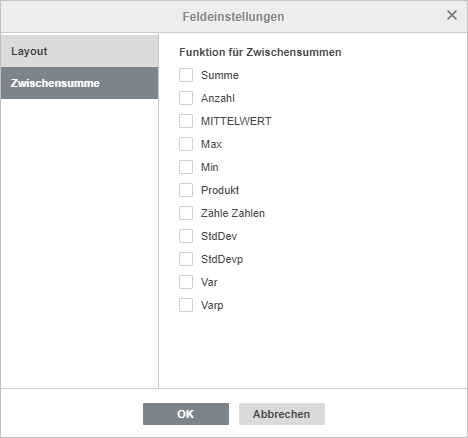 Feldeinstellungen
Layout
Zwischensumme
Funktion für Zwischensummen
Summe
Anzahl
MITTELWERT
Max
Min
Produkt
Zähle Zahlen
StdDev
StdDevp
Var
Varp
OK
Abbrechen